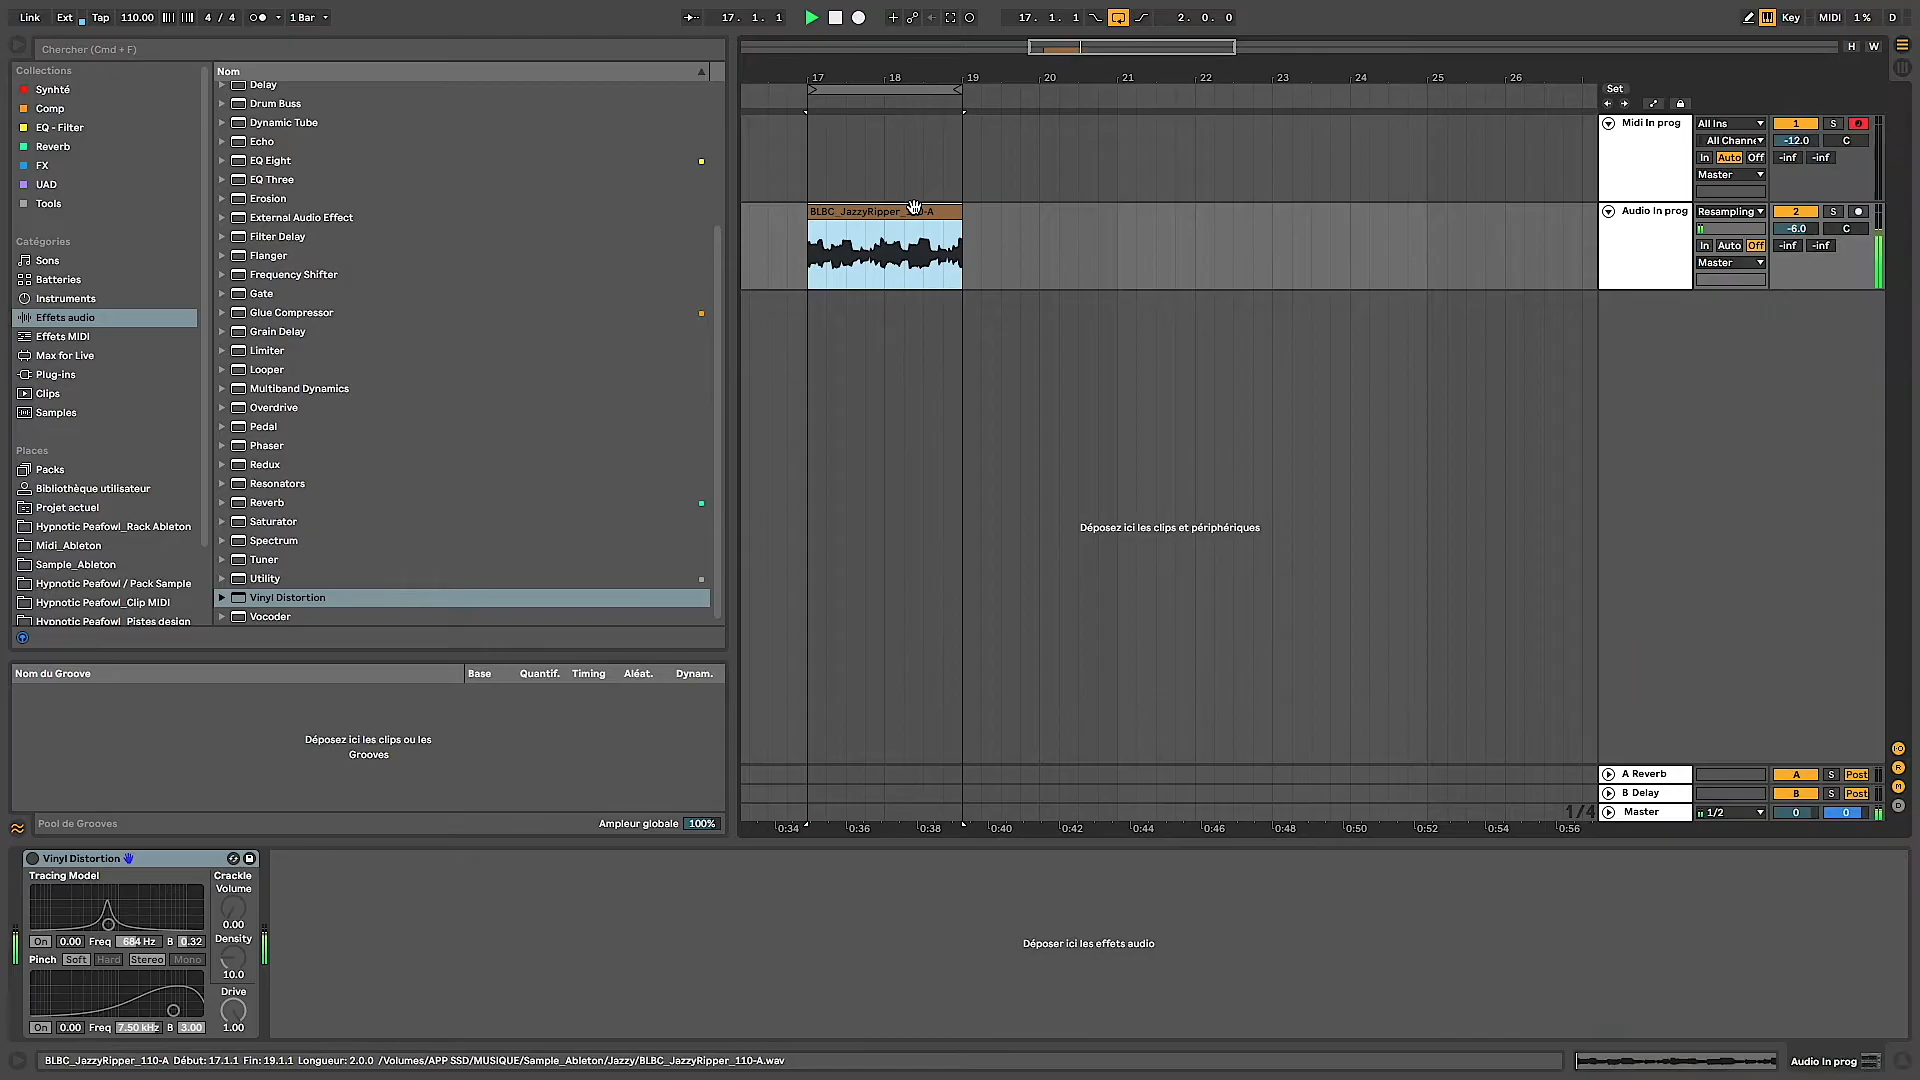 Link Ext Tap 110.00 4 / 4 1 Bar 17. 1. 1 17. 1. 1 2. 0. 0 Key MIDI 1 % D
Chercher (Cmd + F)
H W
Collections
Synthé
Comp
EQ - Filter
Reverb
FX
UAD
Tools
Catégories
Sons
Batteries
Instruments
Effets audio
Effets MIDI
Max for Live
Plug-ins
Clips
Samples
Places
Packs
Bibliothèque utilisateur
Projet actuel
Hypnotic Peafowl_Rack Ableton
Midi_Ableton
Sample_Ableton
Hypnotic Peafowl / Pack Sample
Hypnotic Peafowl_Clip MIDI
Hypnotic Peafowl_Pistes design
Nom
Delay
Drum Buss
Dynamic Tube
Echo
EQ Eight
EQ Three
Erosion
External Audio Effect
Filter Delay
Flanger
Frequency Shifter
Gate
Glue Compressor
Grain Delay
Limiter
Looper
Multiband Dynamics
Overdrive
Pedal
Phaser
Redux
Resonators
Reverb
Saturator
Spectrum
Tuner
Utility
Vinyl Distortion
Vocoder
17 18 19 20 21 22 23 24 25 26
Set
Midi In prog All Ins 1 S
All Channe -12.0 C
In Auto Off -inf -inf
Master
BLBC_JazzyRipper_110-A
Audio In prog Resampling 2 S
-6.0 C
In Auto Off -inf -inf
Master
Déposez ici les clips et périphériques
A Reverb A S Post
B Delay B S Post
1/4 Master 1/2 0 0
0:34 0:36 0:38 0:40 0:42 0:44 0:46 0:48 0:50 0:52 0:54 0:56
Nom du Groove Base Quantif. Timing Aléat. Dynam.
Déposez ici les clips ou les
Grooves
Pool de Grooves Ampleur globale 100%
Vinyl Distortion
Tracing Model Crackle
Volume
0.00
On 0.00 Freq 684 Hz B 0.32
Density
Pinch Soft Hard Stereo Mono
10.0
Drive
On 0.00 Freq 7.50 kHz B 3.00 1.00
Déposer ici les effets audio
BLBC_JazzyRipper_110-A Début: 17.1.1 Fin: 19.1.1 Longueur: 2.0.0 /Volumes/APP SSD/MUSIQUE/Sample_Ableton/Jazzy/BLBC_JazzyRipper_110-A.wav
Audio In prog